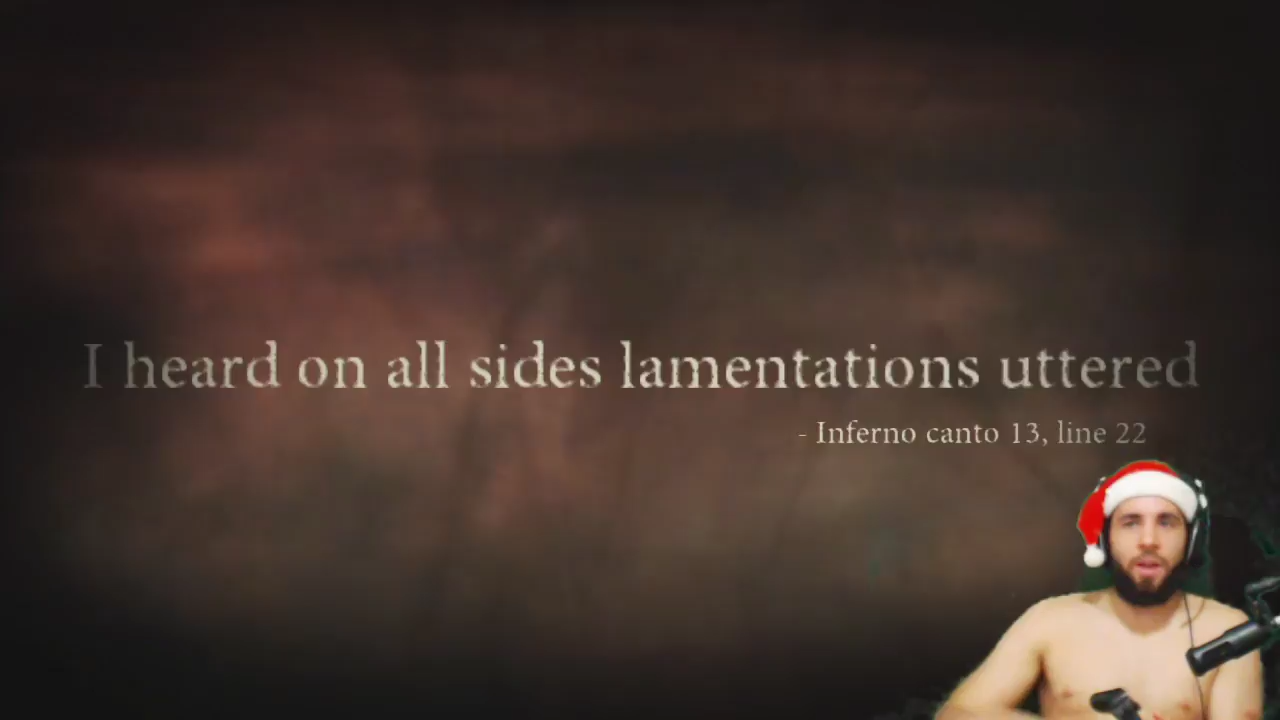 I heard on all sides lamentations uttered
- Inferno canto 13, line 22